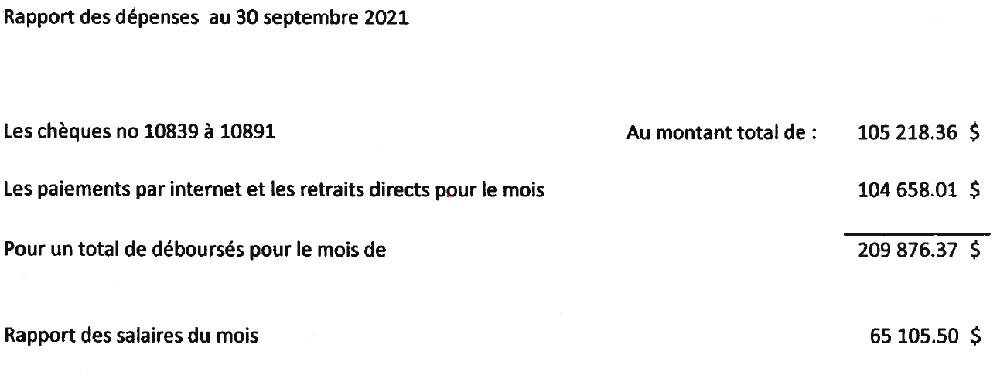 Rapport des dépenses au 30 septembre 2021
Les chèques no 10839 à 10891 Au montant total de : 105 218.36 $
Les paiements par internet et les retraits directs pour le mois 104 658.01 $
Pour un total de déboursés pour le mois de 209 876.37 $
Rapport des salaires du mois 65 105.50 $